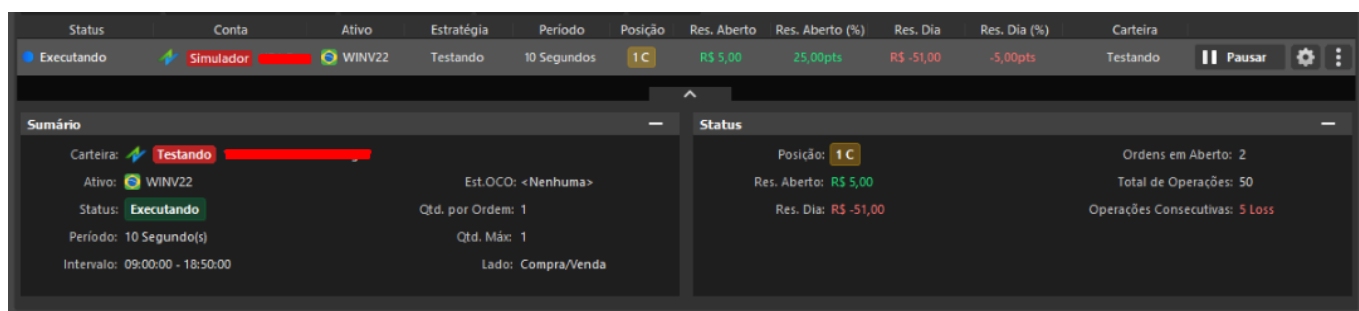 Status Conta Ativo Estratégia Período Posição Res. Aberto Res. Aberto (%) Res. Dia Res. Dia (%) Carteira
Executando Simulador WINV22 Testando 10 Segundos 1 C R$ 5,00 25,00pts R$ -51,00 -5,00pts Testando Pausar
Sumário
Carteira: Testando
Ativo: WINV22 Est.OCO: <Nenhuma>
Status: Executando Qtd. por Ordem: 1
Período: 10 Segundo(s) Qtd. Máx: 1
Intervalo: 09:00:00 - 18:50:00 Lado: Compra/Venda
Status
Posição: 1 C Ordens em Aberto: 2
Res. Aberto: R$ 5,00 Total de Operações: 50
Res. Dia: R$ -51,00 Operações Consecutivas: 5 Loss